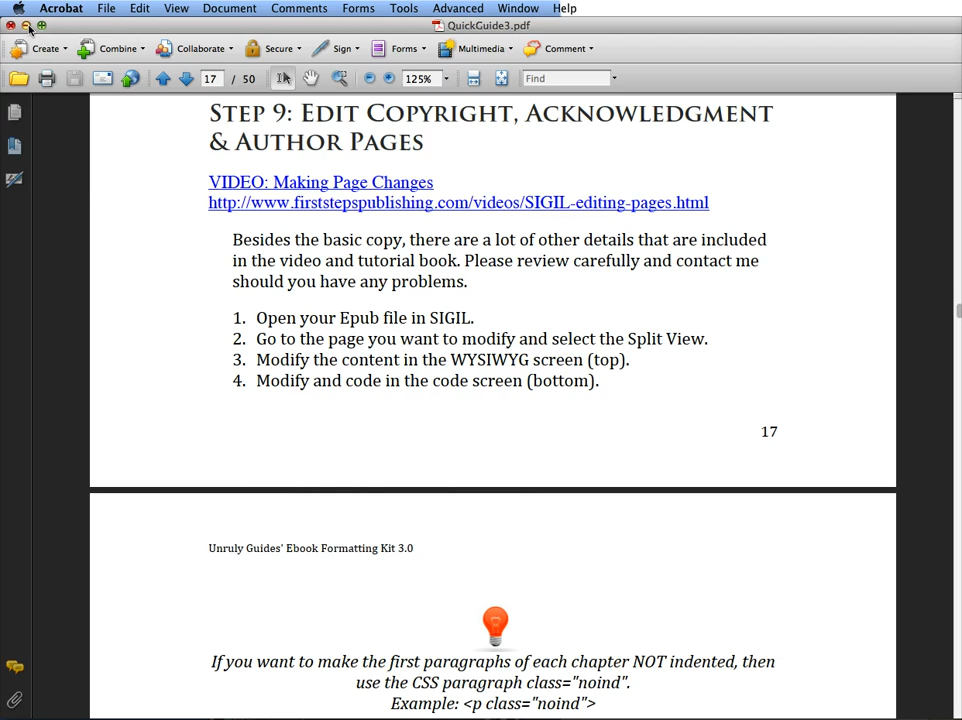 Acrobat File Edit View Document Comments Forms Tools Advanced Window Help
QuickGuide3.pdf
Create Combine Collaborate Secure Sign Forms Multimedia Comment
17 / 50 125% Find
STEP 9: EDIT COPYRIGHT, ACKNOWLEDGMENT
& AUTHOR PAGES
VIDEO: Making Page Changes
http://www.firststepspublishing.com/videos/SIGIL-editing-pages.html
Besides the basic copy, there are a lot of other details that are included
in the video and tutorial book. Please review carefully and contact me
should you have any problems.
1. Open your Epub file in SIGIL.
2. Go to the page you want to modify and select the Split View.
3. Modify the content in the WYSIWYG screen (top).
4. Modify and code in the code screen (bottom).
17
Unruly Guides' Ebook Formatting Kit 3.0
If you want to make the first paragraphs of each chapter NOT indented, then
use the CSS paragraph class="noind".
Example: <p class="noind">